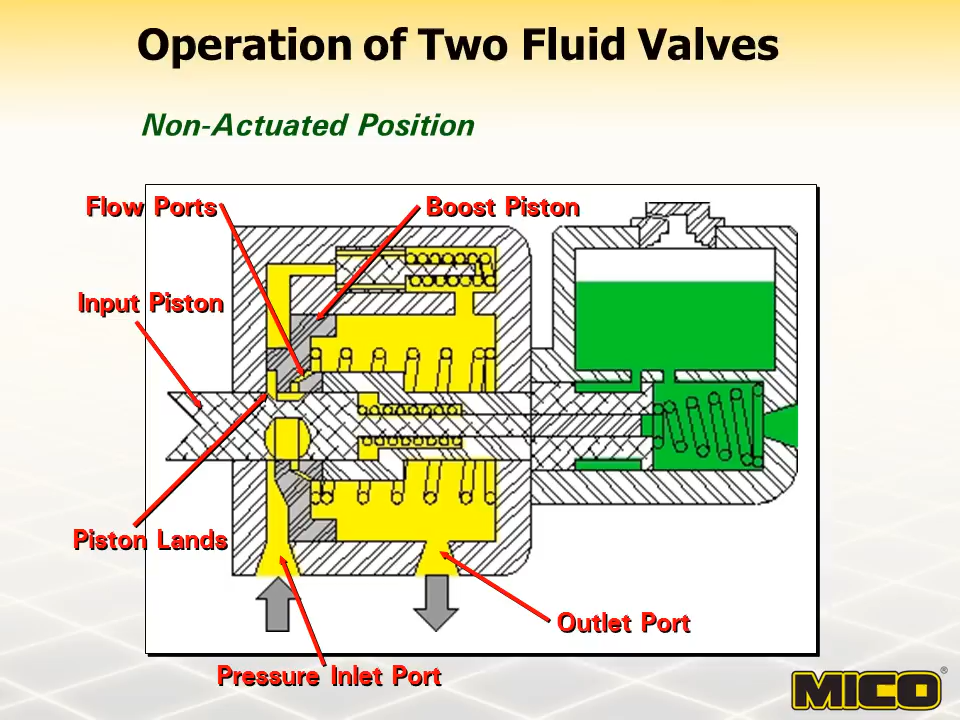 Operation of Two Fluid Valves
Non-Actuated Position
Flow Ports
Boost Piston
Input Piston
Piston Lands
Outlet Port
Pressure Inlet Port
MICO®